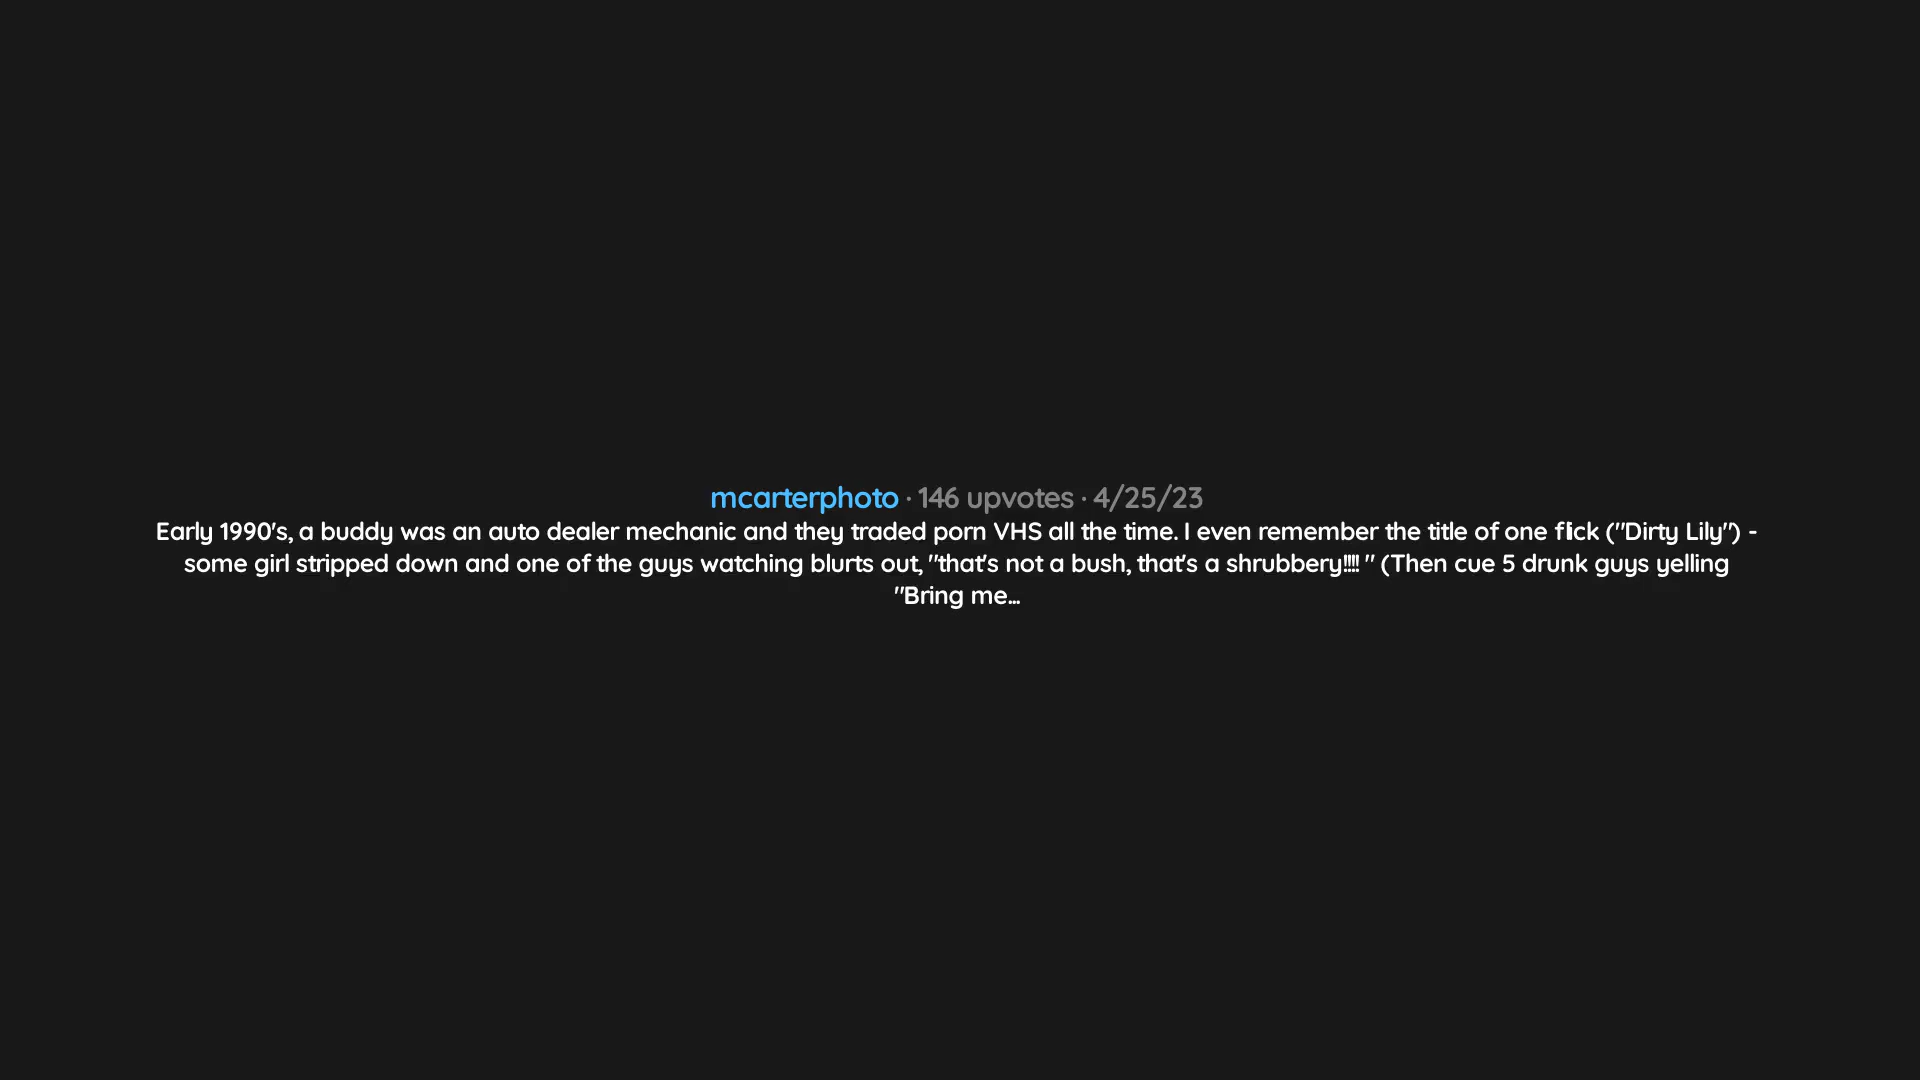 mcarterphoto · 146 upvotes · 4/25/23
Early 1990's, a buddy was an auto dealer mechanic and they traded porn VHS all the time. I even remember the title of one flick ("Dirty Lily") -
some girl stripped down and one of the guys watching blurts out, "that's not a bush, that's a shrubbery!!!! " (Then cue 5 drunk guys yelling
"Bring me...